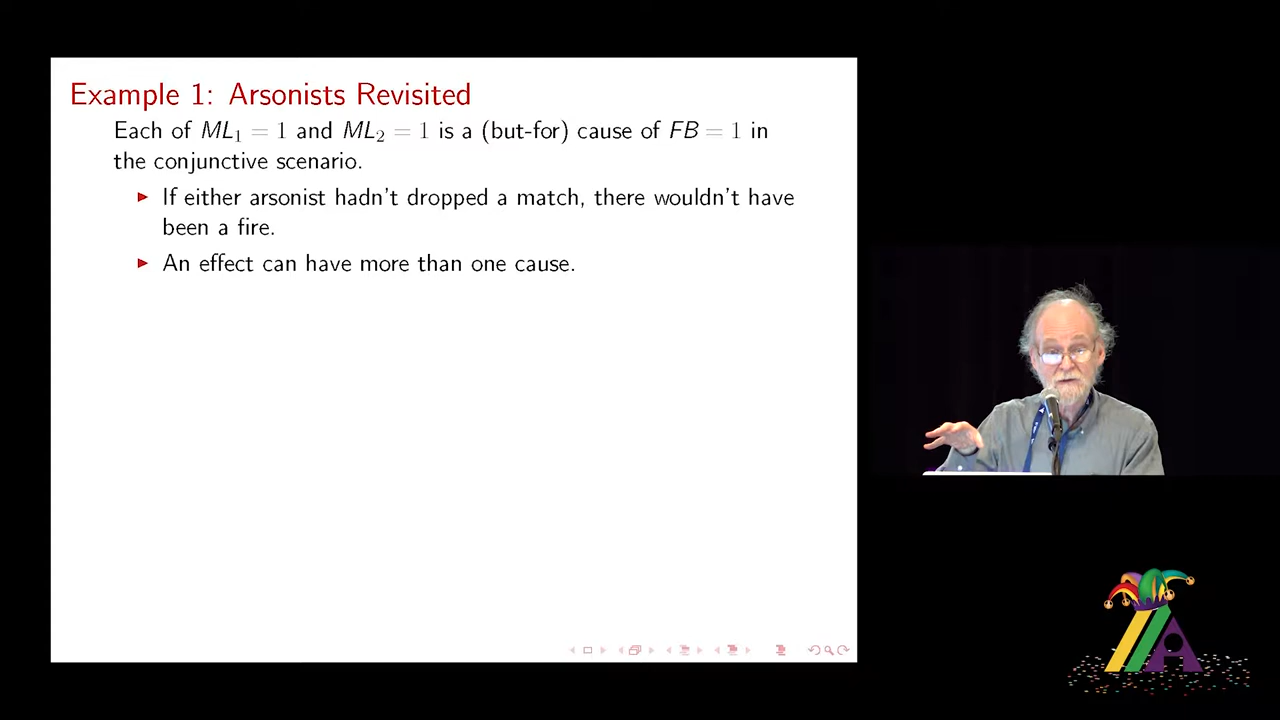 Example 1: Arsonists Revisited
Each of ML₁ = 1 and ML₂ = 1 is a (but-for) cause of FB = 1 in
the conjunctive scenario.
▶ If either arsonist hadn't dropped a match, there wouldn't have
been a fire.
▶ An effect can have more than one cause.